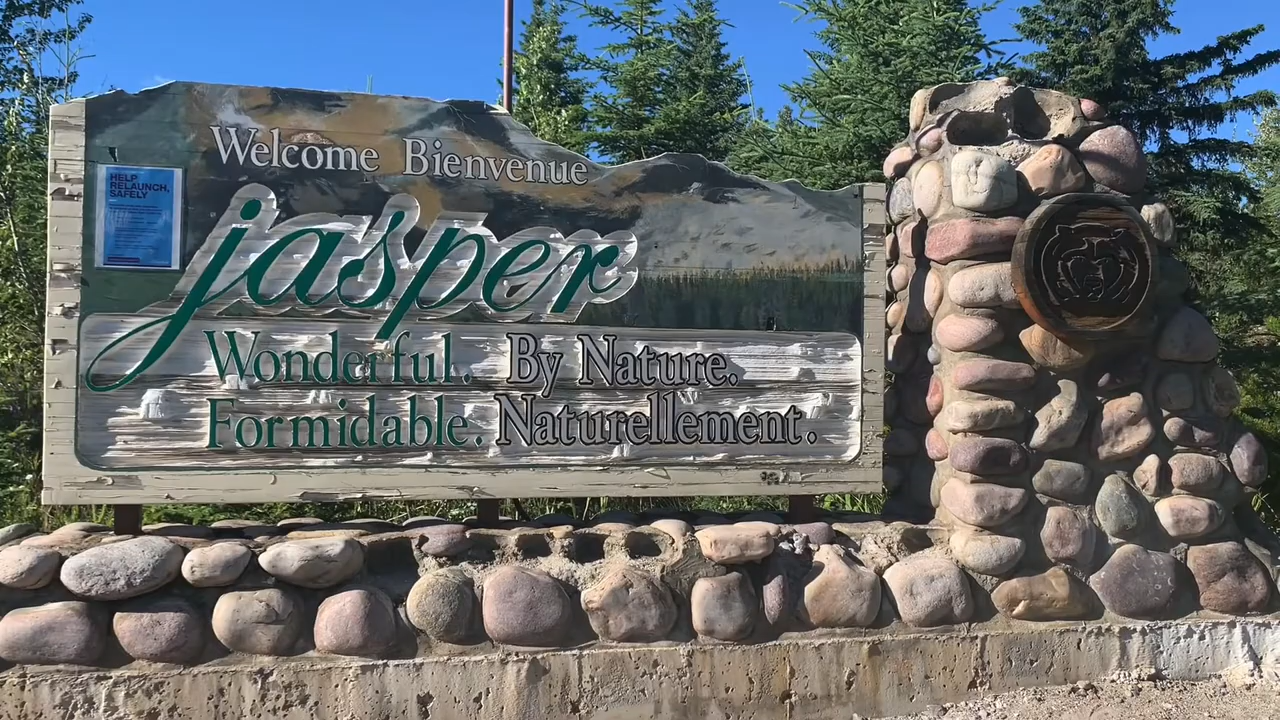 Welcome Bienvenue
HELP
RELAUNCH,
SAFELY
jasper
Wonderful. By Nature.
Formidable. Naturellement.